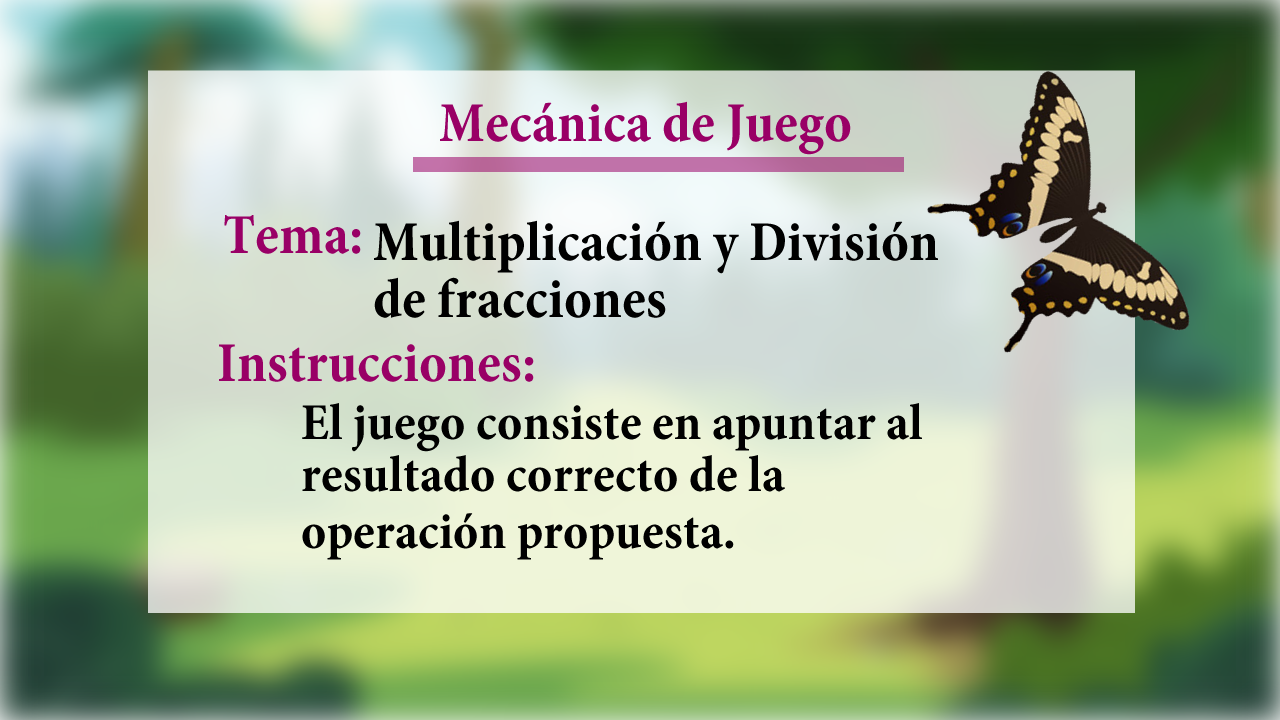 Mecánica de Juego
Tema: Multiplicación y División
de fracciones
Instrucciones:
El juego consiste en apuntar al
resultado correcto de la
operación propuesta.